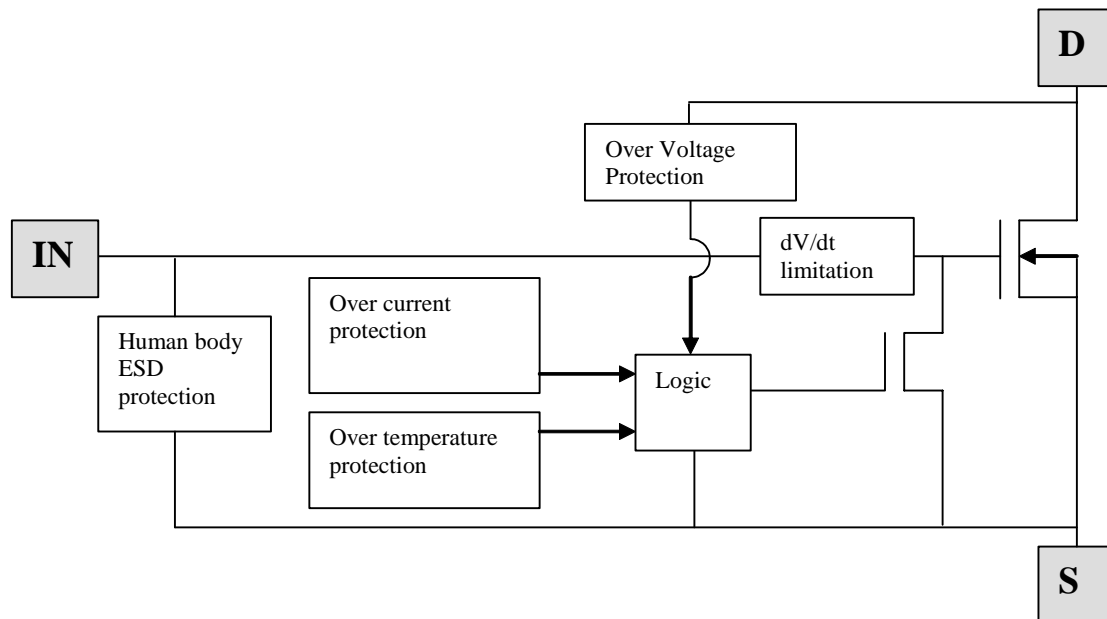 D
Over Voltage
Protection
IN
dV/dt
limitation
Over current
protection
Human body
ESD
protection
Logic
Over temperature
protection
S